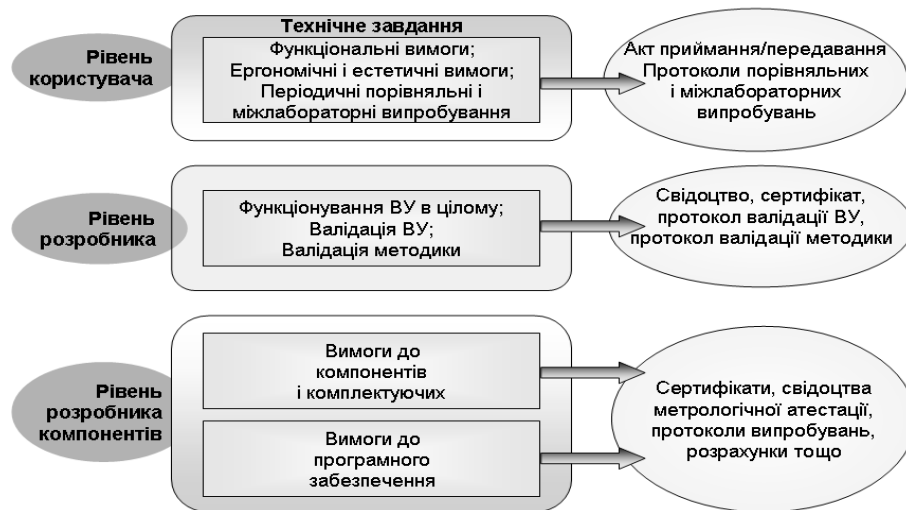 Рівень
користувача
Технічне завдання
Функціональні вимоги;
Ергономічні і естетичні вимоги;
Періодичні порівняльні і
міжлабораторні випробування
Акт приймання/передавання
Протоколи порівняльних
і міжлабораторних
випробувань
Рівень
розробника
Функціонування ВУ в цілому;
Валідація ВУ;
Валідація методики
Свідоцтво, сертифікат,
протокол валідації ВУ,
протокол валідації методики
Рівень
розробника
компонентів
Вимоги до
компонентів
і комплектуючих
Вимоги до
програмного
забезпечення
Сертифікати, свідоцтва
метрологічної атестації,
протоколи випробувань,
розрахунки тощо